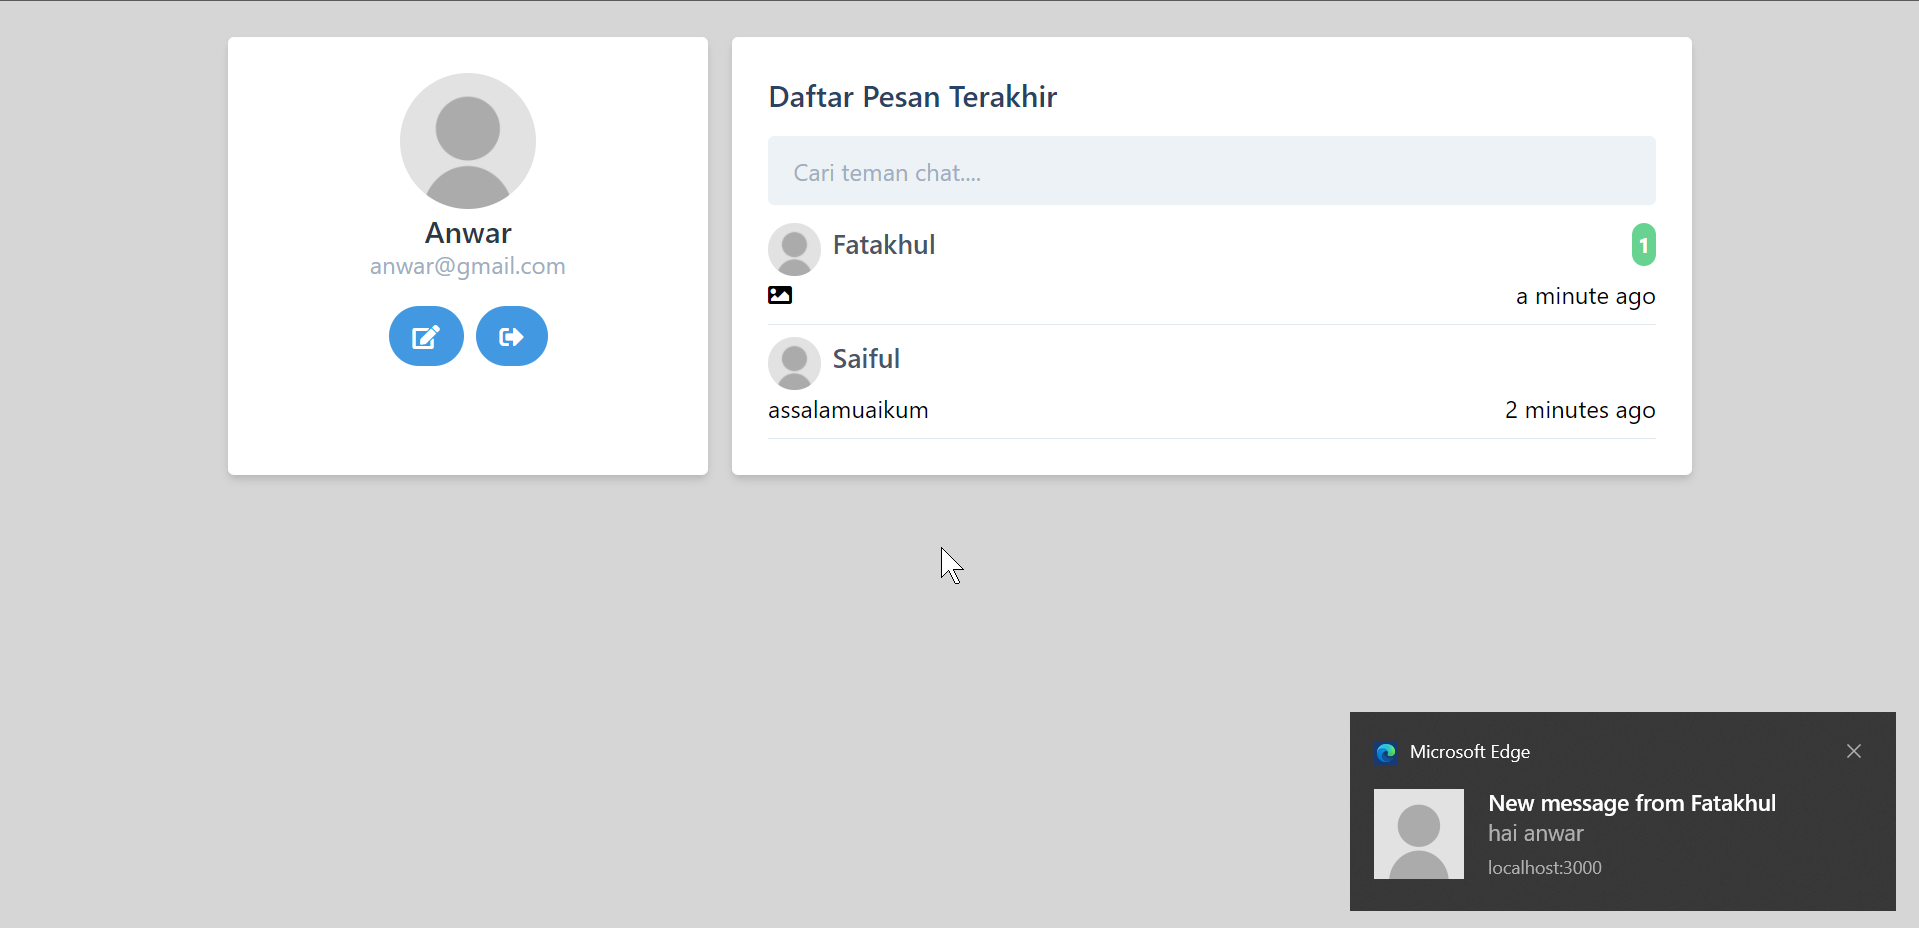 Anwar
anwar@gmail.com
Daftar Pesan Terakhir
Cari teman chat....
Fatakhul
1
a minute ago
Saiful
assalamuaikum
2 minutes ago
Microsoft Edge
New message from Fatakhul
hai anwar
localhost:3000